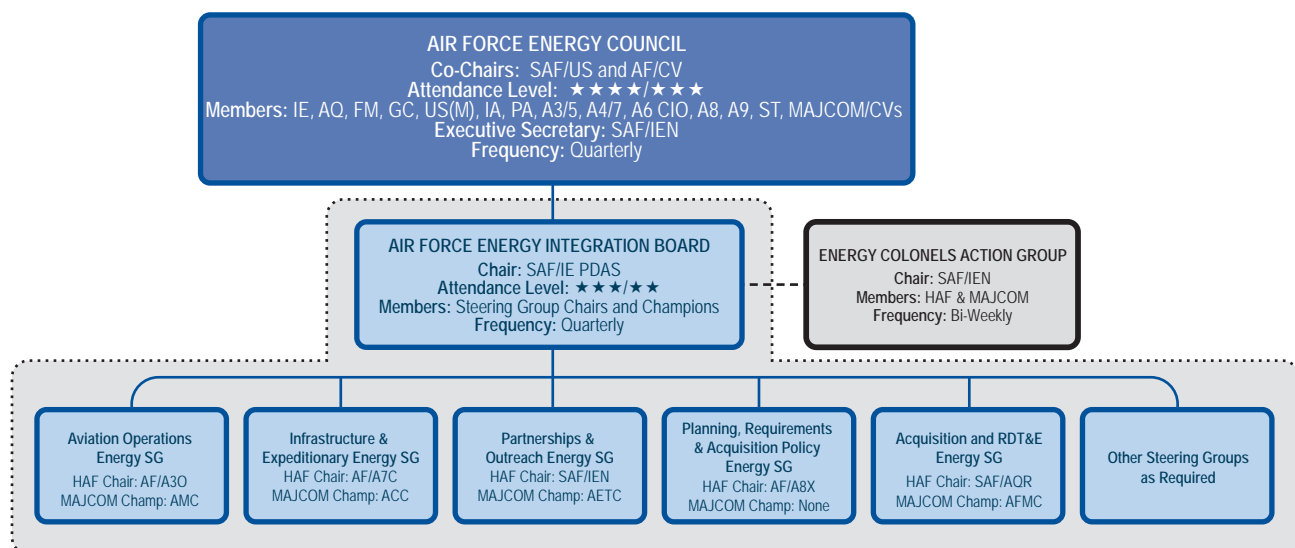 AIR FORCE ENERGY COUNCIL
Co-Chairs: SAF/US and AF/CV
Attendance Level: ★★★★/★★★
Members: IE, AQ, FM, GC, US(M), IA, PA, A3/5, A4/7, A6 CIO, A8, A9, ST, MAJCOM/CVs
Executive Secretary: SAF/IEN
Frequency: Quarterly
AIR FORCE ENERGY INTEGRATION BOARD
Chair: SAF/IE PDAS
Attendance Level: ★★★/★★
Members: Steering Group Chairs and Champions
Frequency: Quarterly
ENERGY COLONELS ACTION GROUP
Chair: SAF/IEN
Members: HAF & MAJCOM
Frequency: Bi-Weekly
Aviation Operations
Energy SG
HAF Chair: AF/A3O
MAJCOM Champ: AMC
Infrastructure &
Expeditionary Energy SG
HAF Chair: AF/A7C
MAJCOM Champ: ACC
Partnerships &
Outreach Energy SG
HAF Chair: SAF/IEN
MAJCOM Champ: AETC
Planning, Requirements
& Acquisition Policy
Energy SG
HAF Chair: AF/A8X
MAJCOM Champ: None
Acquisition and RDT&E
Energy SG
HAF Chair: SAF/AQR
MAJCOM Champ: AFMC
Other Steering Groups
as Required